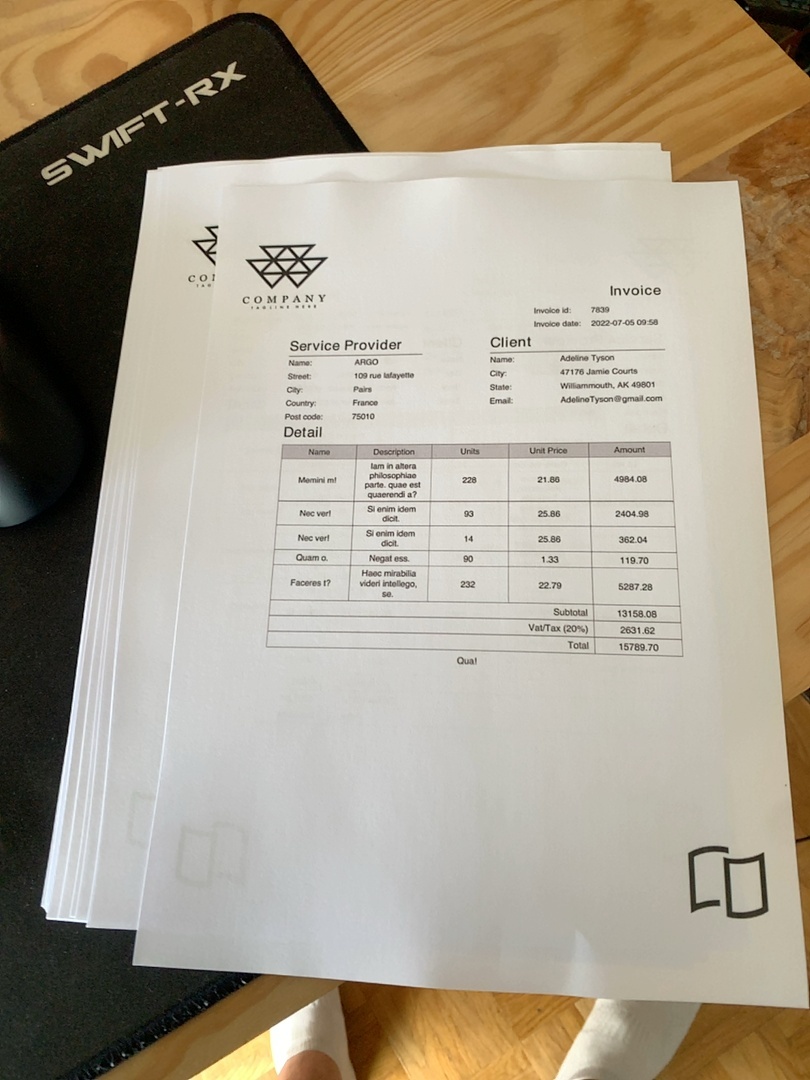 SWIFT-RX
CO
TAG
COMPANY
TAGLINE HERE
Invoice
Invoice id: 7839
Invoice date: 2022-07-05 09:58
Service Provider
Name: ARGO
Street: 109 rue lafayette
City: Pairs
Country: France
Post code: 75010
Client
Name: Adeline Tyson
City: 47176 Jamie Courts
State: Williammouth, AK 49801
Email: AdelineTyson@gmail.com
Detail
Name Description Units Unit Price Amount
Memini m! Iam in altera philosophiae parte. quae est quaerendi a? 228 21.86 4984.08
Nec ver! Si enim idem dicit. 93 25.86 2404.98
Nec ver! Si enim idem dicit. 14 25.86 362.04
Quam o. Negat ess. 90 1.33 119.70
Faceres t? Haec mirabilia videri intellego, se. 232 22.79 5287.28
Subtotal 13158.08
Vat/Tax (20%) 2631.62
Total 15789.70
Qua!